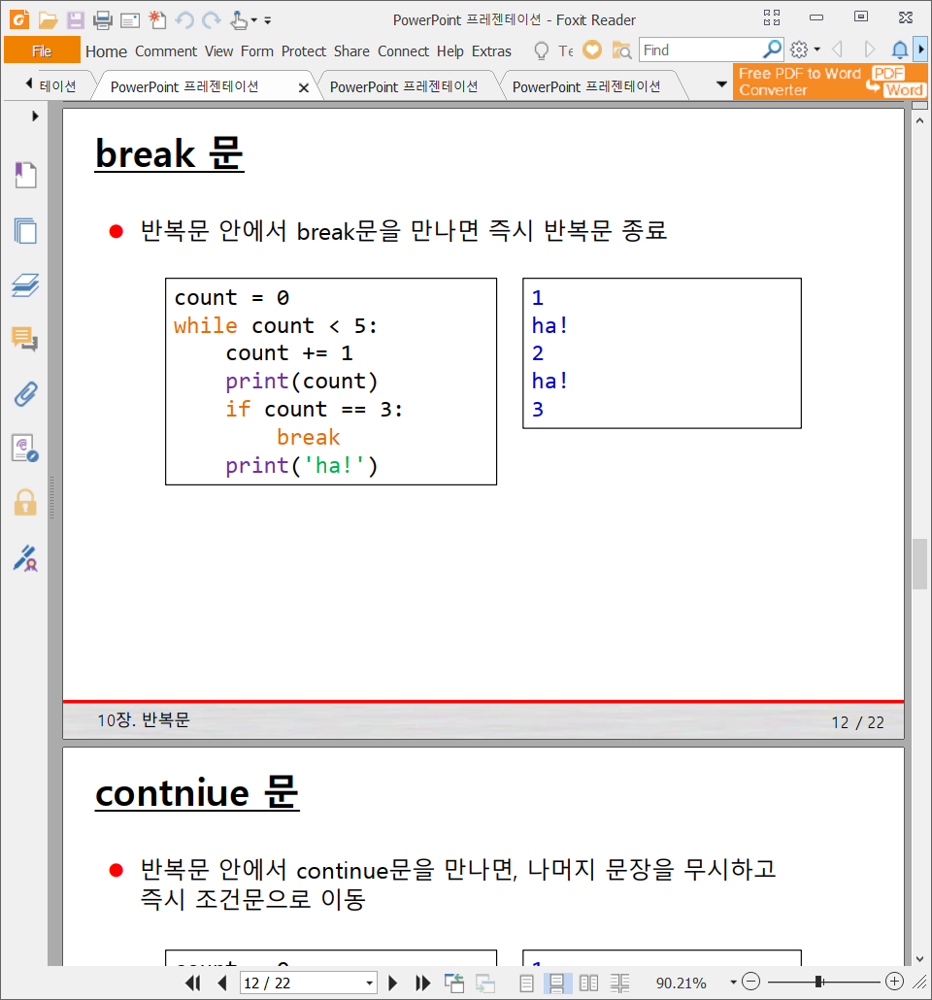 PowerPoint 프레젠테이션 - Foxit Reader
File Home Comment View Form Protect Share Connect Help Extras Te Find
테이션 PowerPoint 프레젠테이션 PowerPoint 프레젠테이션 PowerPoint 프레젠테이션
Free PDF to Word Converter PDF Word
break 문
반복문 안에서 break문을 만나면 즉시 반복문 종료
count = 0
while count < 5:
    count += 1
    print(count)
    if count == 3:
        break
    print('ha!')
1
ha!
2
ha!
3
10장. 반복문
12 / 22
contniue 문
반복문 안에서 continue문을 만나면, 나머지 문장을 무시하고
즉시 조건문으로 이동
12 / 22
90.21%